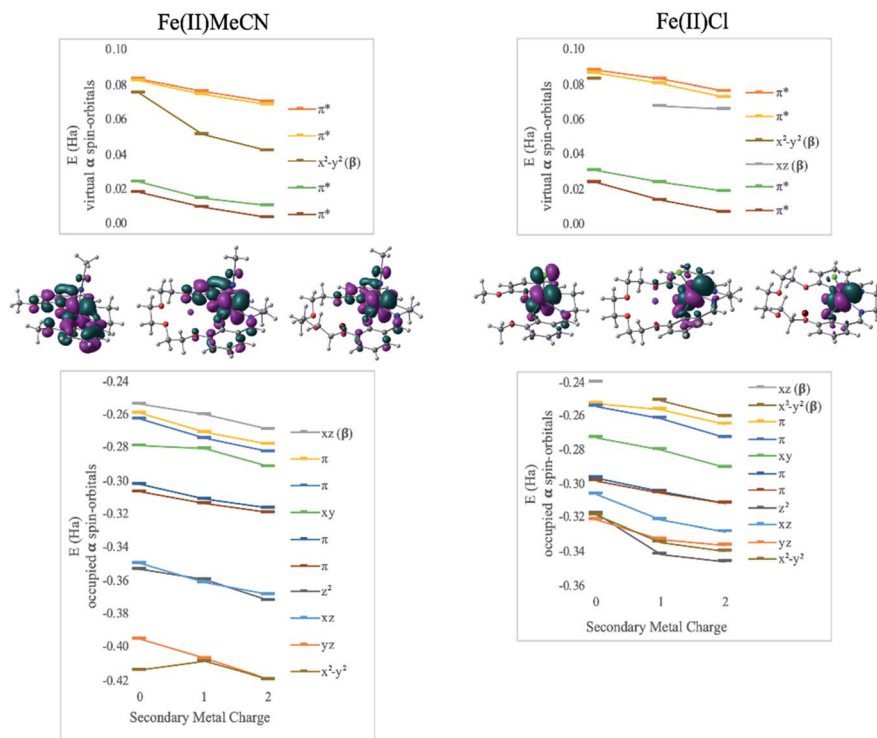 Fe(II)MeCN
0.10
0.08
0.06
0.04
0.02
0.00
E (Ha)
virtual α spin-orbitals
π*
π*
x²-y² (β)
π*
π*
-0.24
-0.26
-0.28
-0.30
-0.32
-0.34
-0.36
-0.38
-0.40
-0.42
E (Ha)
occupied α spin-orbitals
xz (β)
π
π
xy
π
π
z²
xz
yz
x²-y²
0 1 2
Secondary Metal Charge
Fe(II)Cl
0.10
0.08
0.06
0.04
0.02
0.00
E (Ha)
virtual α spin-orbitals
π*
π*
x²-y² (β)
xz (β)
π*
π*
-0.24
-0.26
-0.28
-0.30
-0.32
-0.34
-0.36
E (Ha)
occupied α spin-orbitals
xz (β)
x²-y² (β)
π
π
xy
π
π
z²
xz
yz
x²-y²
0 1 2
Secondary Metal Charge